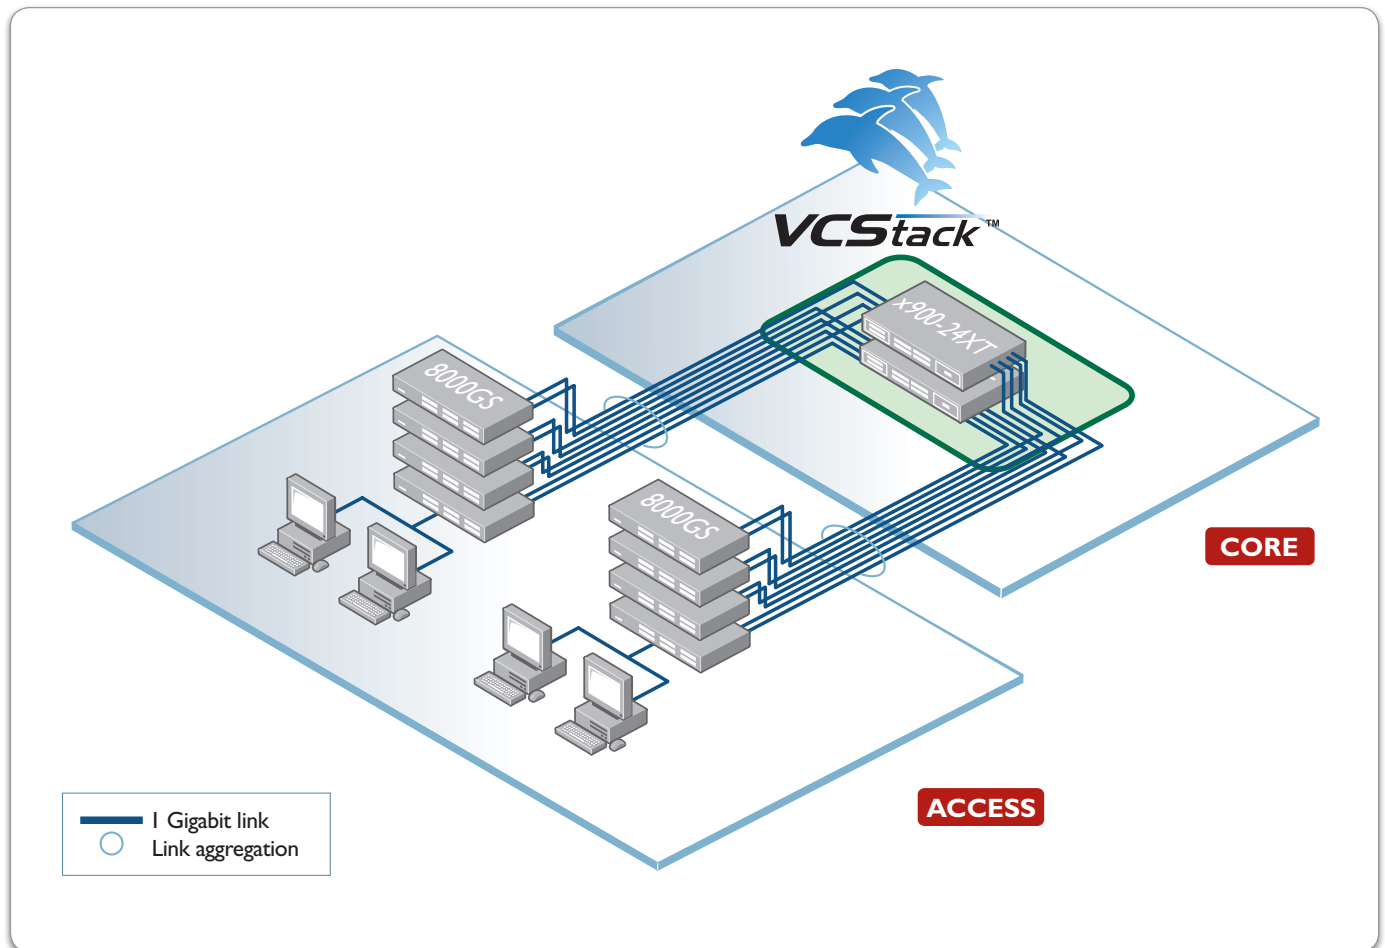 VCStack™
x900-24XT
8000GS
8000GS
CORE
ACCESS
1 Gigabit link
Link aggregation